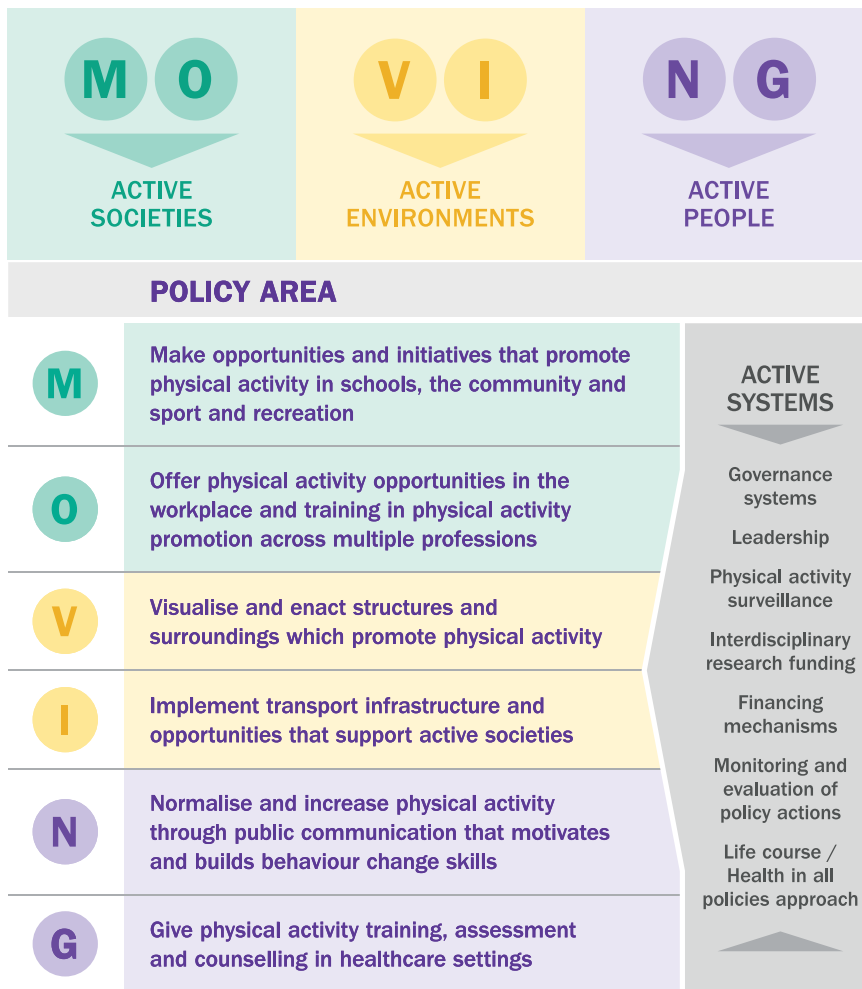 M O
V I
N G
ACTIVE
SOCIETIES
ACTIVE
ENVIRONMENTS
ACTIVE
PEOPLE
POLICY AREA
M
Make opportunities and initiatives that promote
physical activity in schools, the community and
sport and recreation
O
Offer physical activity opportunities in the
workplace and training in physical activity
promotion across multiple professions
V
Visualise and enact structures and
surroundings which promote physical activity
I
Implement transport infrastructure and
opportunities that support active societies
N
Normalise and increase physical activity
through public communication that motivates
and builds behaviour change skills
G
Give physical activity training, assessment
and counselling in healthcare settings
ACTIVE
SYSTEMS
Governance
systems
Leadership
Physical activity
surveillance
Interdisciplinary
research funding
Financing
mechanisms
Monitoring and
evaluation of
policy actions
Life course /
Health in all
policies approach